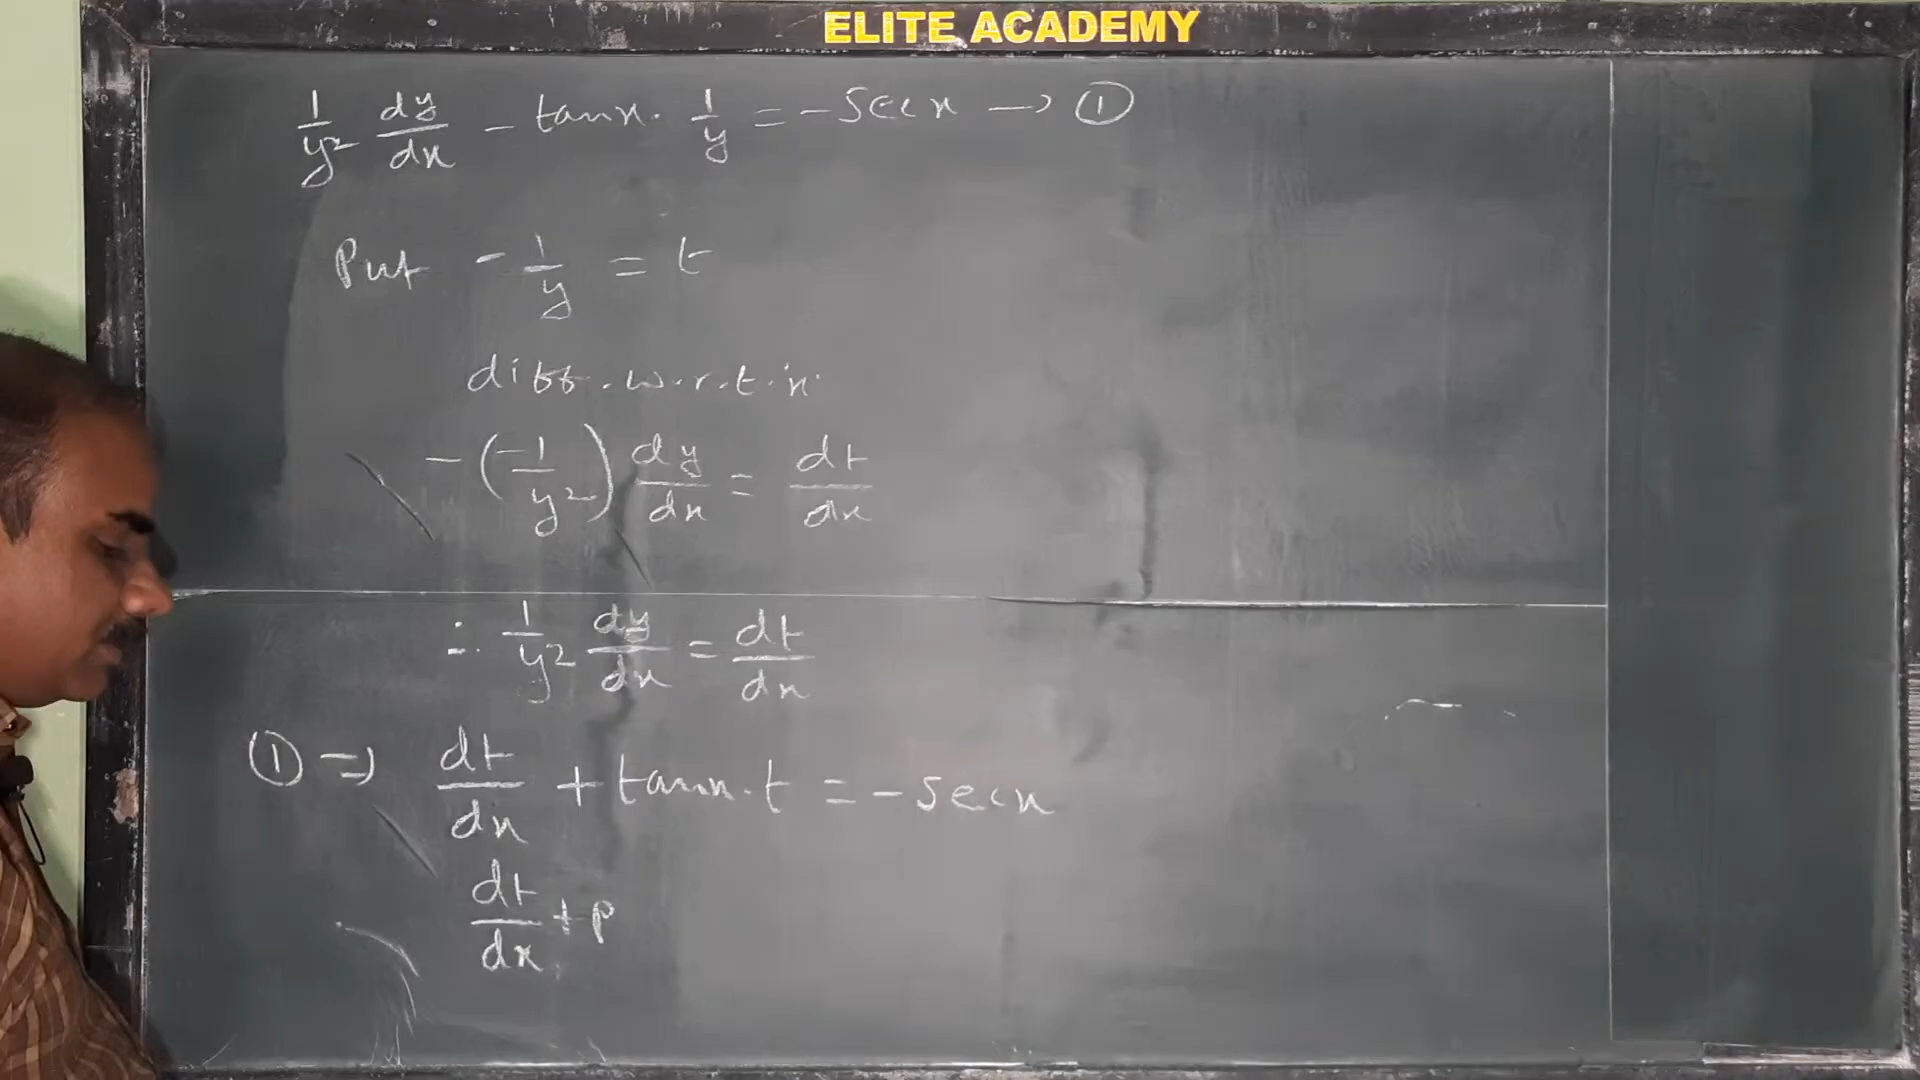 ELITE ACADEMY
1/y² dy/dx - tanx · 1/y = - Secx → ①
Put - 1/y = t
diff. w.r.t. 'x'
- (-1/y²) dy/dx = dt/dx
∴ 1/y² dy/dx = dt/dx
① ⇒ dt/dx + tanx · t = - secx
dt/dx + P